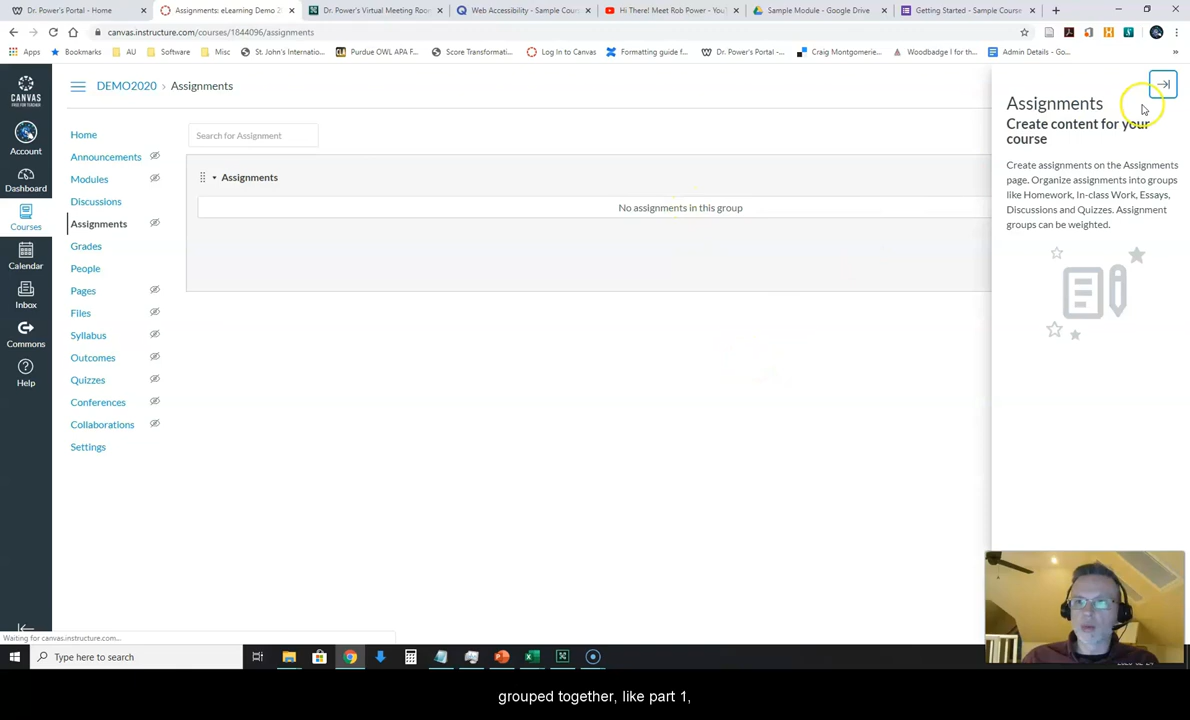 Dr. Power's Portal - Home
Assignments: eLearning Demo 2
Dr. Power's Virtual Meeting Room
Web Accessibility - Sample Cour
Hi There! Meet Rob Power - YouT
Sample Module - Google Drive
Getting Started - Sample Course
canvas.instructure.com/courses/1844096/assignments
Apps
Bookmarks
AU
Software
Misc
St. John's Internatio...
Purdue OWL APA F...
Score Transformati...
Log In to Canvas
Formatting guide f...
Dr. Power's Portal -...
Craig Montgomerie...
Woodbadge I for th...
Admin Details - Go...
»
CANVAS
FREE FOR TEACHER
Account
Dashboard
Courses
Calendar
Inbox
Commons
Help
DEMO2020 › Assignments
Home
Announcements
Modules
Discussions
Assignments
Grades
People
Pages
Files
Syllabus
Outcomes
Quizzes
Conferences
Collaborations
Settings
Search for Assignment
Assignments
No assignments in this group
Assignments
Create content for your
course
Create assignments on the Assignments
page. Organize assignments into groups
like Homework, In-class Work, Essays,
Discussions and Quizzes. Assignment
groups can be weighted.
Waiting for canvas.instructure.com...
Type here to search
grouped together, like part 1,